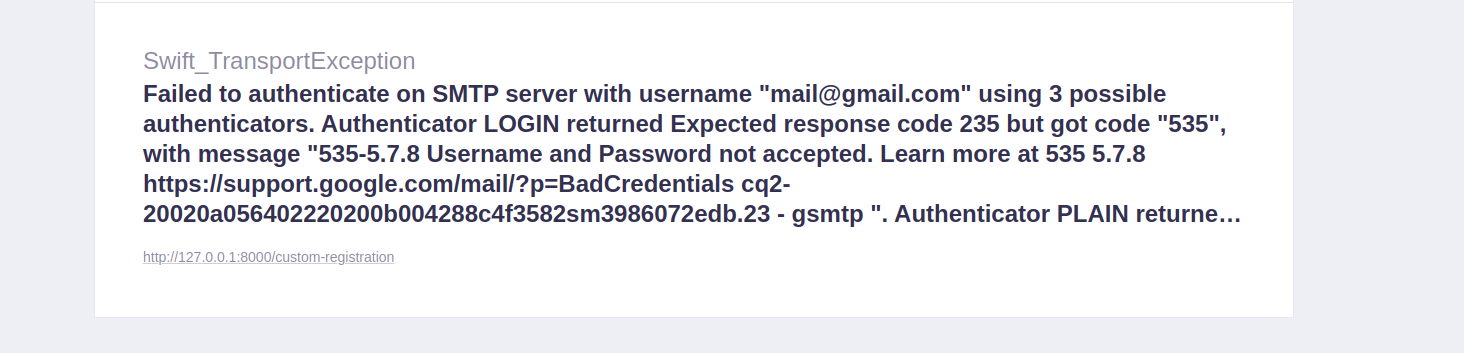 Swift_TransportException
Failed to authenticate on SMTP server with username "mail@gmail.com" using 3 possible
authenticators. Authenticator LOGIN returned Expected response code 235 but got code "535",
with message "535-5.7.8 Username and Password not accepted. Learn more at 535 5.7.8
https://support.google.com/mail/?p=BadCredentials cq2-
20020a056402220200b004288c4f3582sm3986072edb.23 - gsmtp ". Authenticator PLAIN returne…
http://127.0.0.1:8000/custom-registration